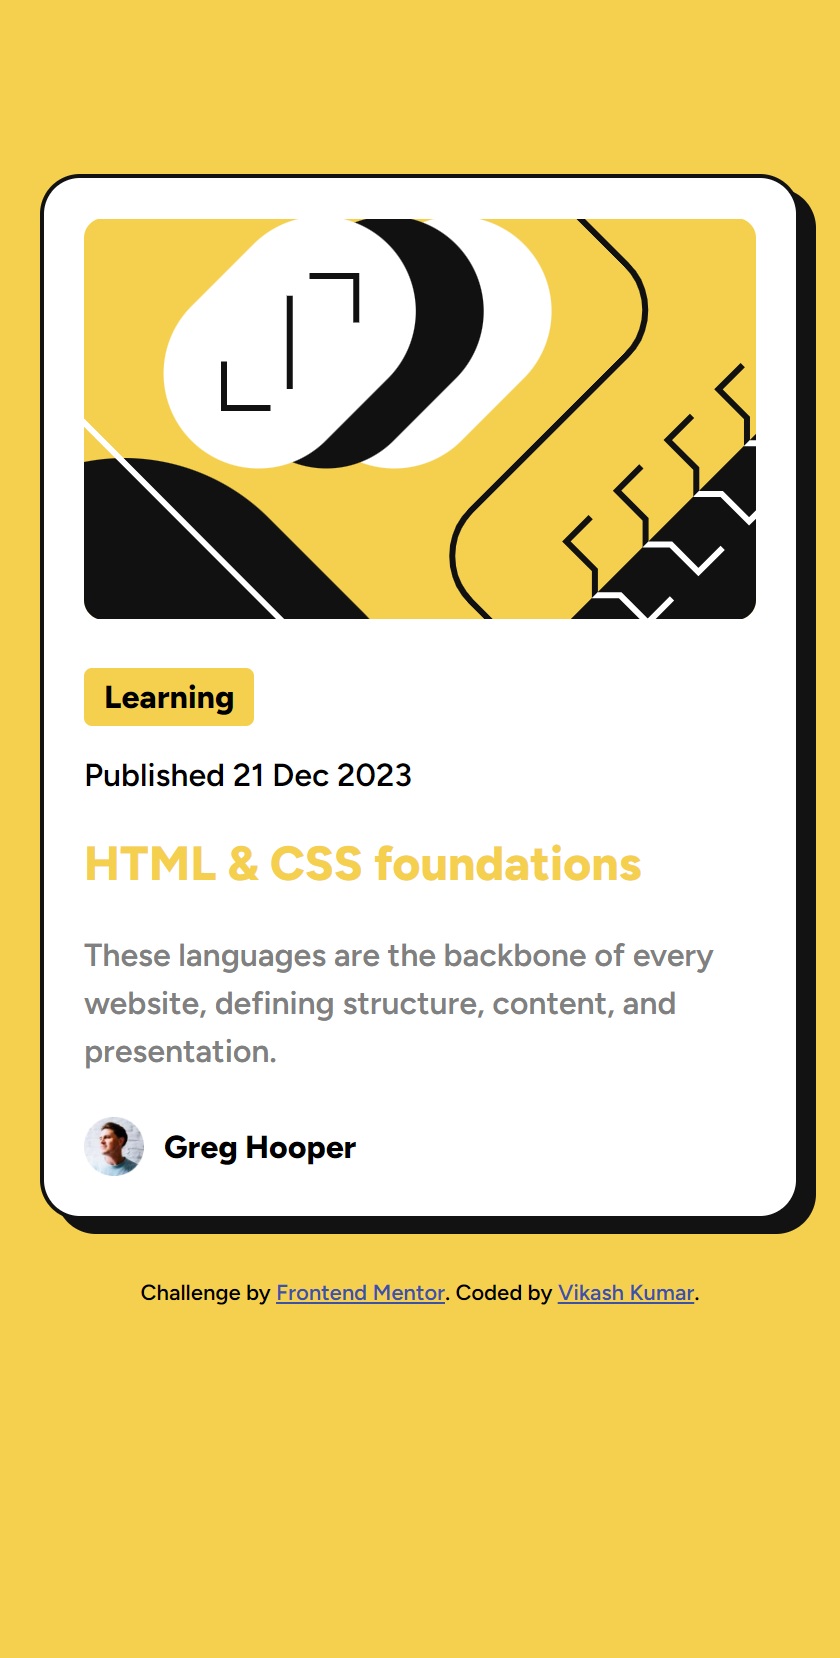 Learning
Published 21 Dec 2023
HTML & CSS foundations
These languages are the backbone of every
website, defining structure, content, and
presentation.
Greg Hooper
Challenge by Frontend Mentor. Coded by Vikash Kumar.